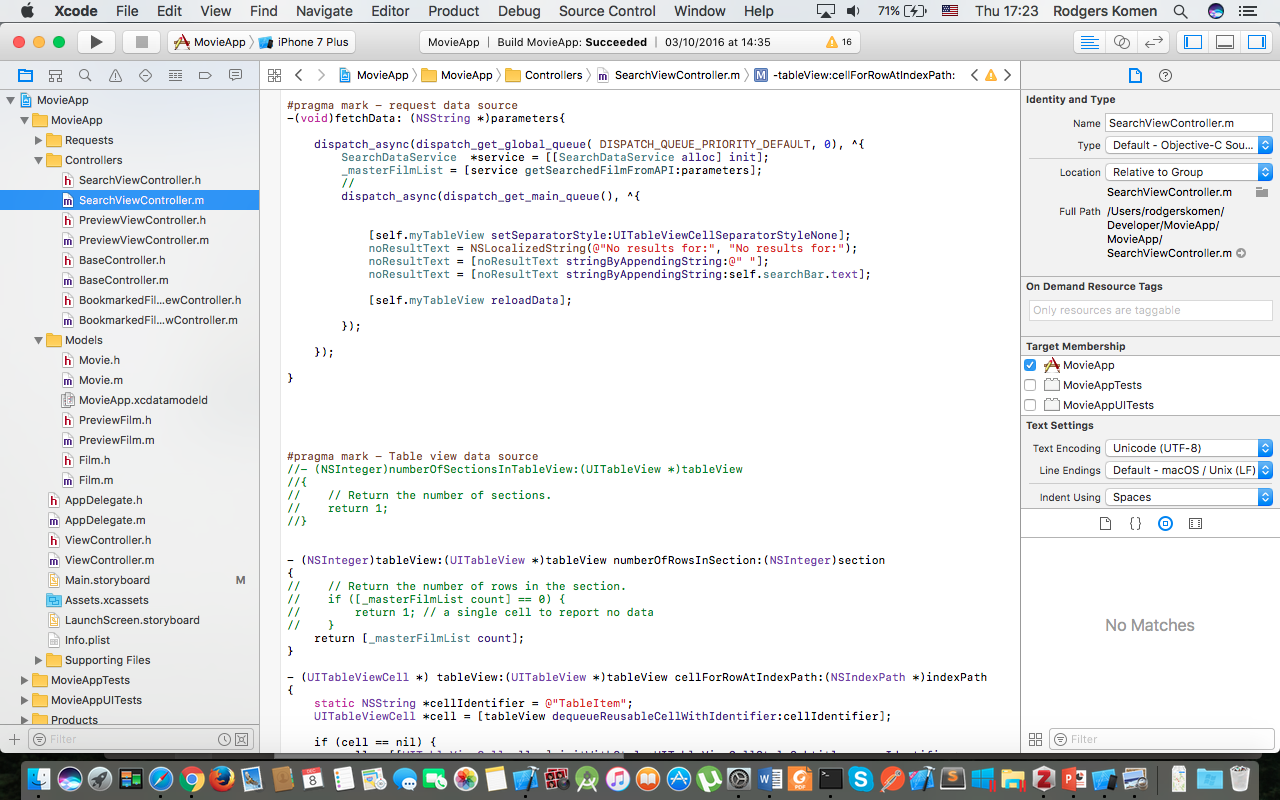 Xcode File Edit View Find Navigate Editor Product Debug Source Control Window Help 71% Thu 17:23 Rodgers Komen
MovieApp iPhone 7 Plus MovieApp | Build MovieApp: Succeeded | 03/10/2016 at 14:35 16
MovieApp MovieApp Controllers SearchViewController.m M -tableView:cellForRowAtIndexPath:
MovieApp
MovieApp
Requests
Controllers
h SearchViewController.h
m SearchViewController.m
h PreviewViewController.h
m PreviewViewController.m
h BaseController.h
m BaseController.m
h BookmarkedFil...ewController.h
m BookmarkedFil...wController.m
Models
h Movie.h
m Movie.m
MovieApp.xcdatamodeld
h PreviewFilm.h
m PreviewFilm.m
h Film.h
m Film.m
h AppDelegate.h
m AppDelegate.m
h ViewController.h
m ViewController.m
Main.storyboard M
Assets.xcassets
LaunchScreen.storyboard
Info.plist
Supporting Files
MovieAppTests
MovieAppUITests
Products
Filter
#pragma mark - request data source
-(void)fetchData: (NSString *)parameters{
dispatch_async(dispatch_get_global_queue( DISPATCH_QUEUE_PRIORITY_DEFAULT, 0), ^{
SearchDataService *service = [[SearchDataService alloc] init];
_masterFilmList = [service getSearchedFilmFromAPI:parameters];
//
dispatch_async(dispatch_get_main_queue(), ^{
[self.myTableView setSeparatorStyle:UITableViewCellSeparatorStyleNone];
noResultText = NSLocalizedString(@"No results for:", "No results for:");
noResultText = [noResultText stringByAppendingString:@" "];
noResultText = [noResultText stringByAppendingString:self.searchBar.text];
[self.myTableView reloadData];
});
});
}
#pragma mark - Table view data source
//- (NSInteger)numberOfSectionsInTableView:(UITableView *)tableView
//{
// // Return the number of sections.
// return 1;
//}
- (NSInteger)tableView:(UITableView *)tableView numberOfRowsInSection:(NSInteger)section
{
// // Return the number of rows in the section.
// if ([_masterFilmList count] == 0) {
// return 1; // a single cell to report no data
// }
return [_masterFilmList count];
}
- (UITableViewCell *) tableView:(UITableView *)tableView cellForRowAtIndexPath:(NSIndexPath *)indexPath
{
static NSString *cellIdentifier = @"TableItem";
UITableViewCell *cell = [tableView dequeueReusableCellWithIdentifier:cellIdentifier];
if (cell == nil) {
Identity and Type
Name SearchViewController.m
Type Default - Objective-C Sou...
Location Relative to Group
SearchViewController.m
Full Path /Users/rodgerskomen/
Developer/MovieApp/
MovieApp/
SearchViewController.m
On Demand Resource Tags
Only resources are taggable
Target Membership
MovieApp
MovieAppTests
MovieAppUITests
Text Settings
Text Encoding Unicode (UTF-8)
Line Endings Default - macOS / Unix (LF)
Indent Using Spaces
No Matches
Filter